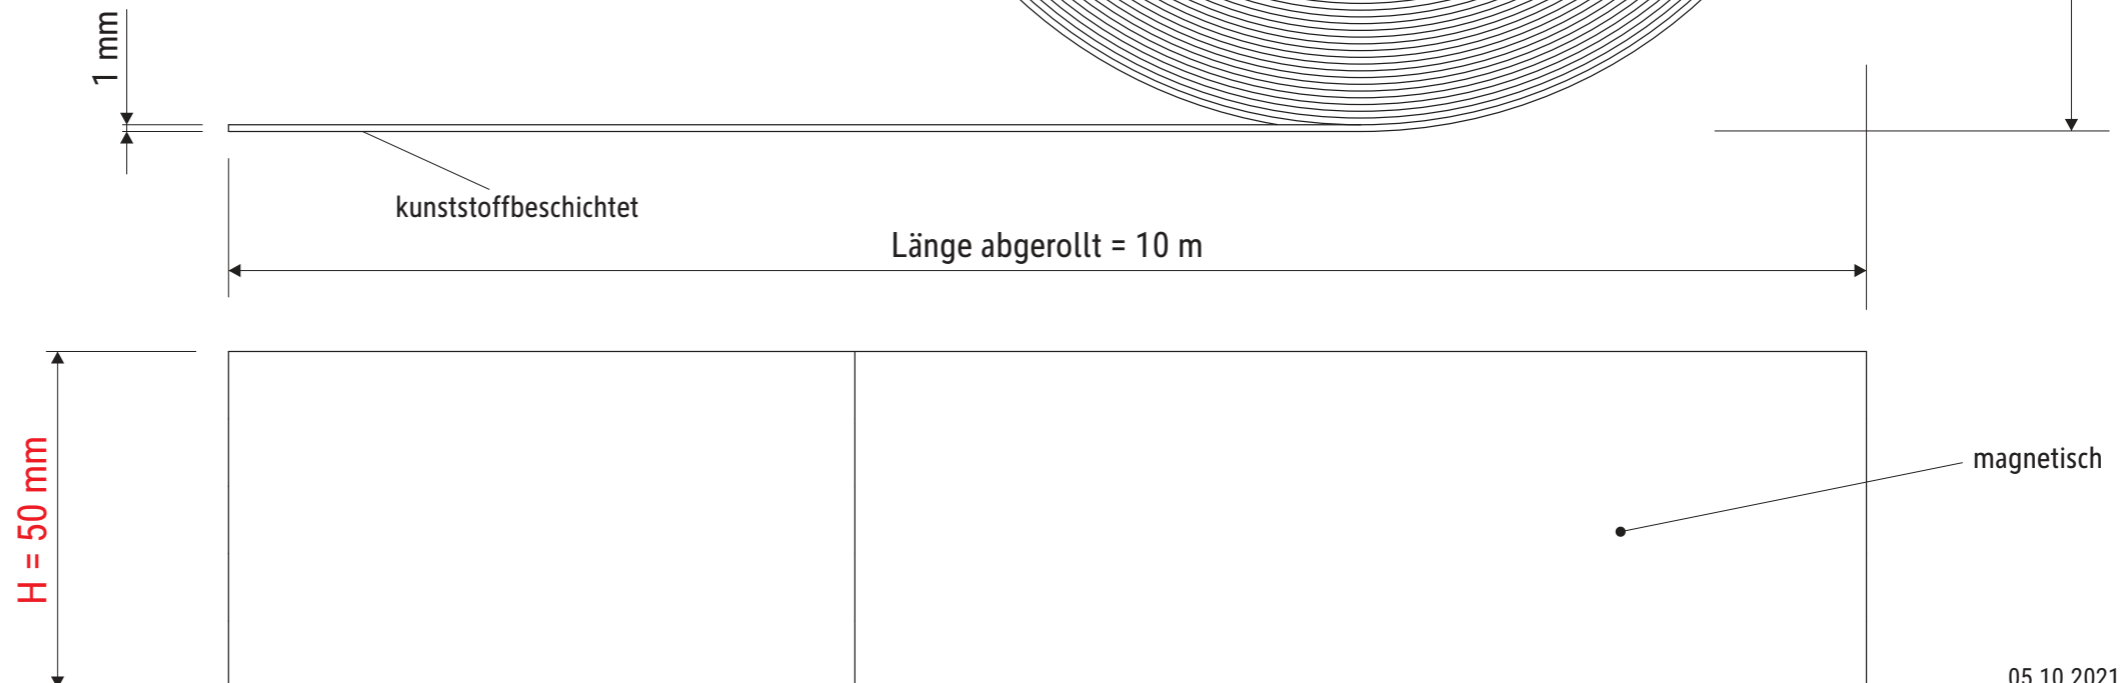 1 mm
kunststoffbeschichtet
Länge abgerollt = 10 m
H = 50 mm
magnetisch
05.10.2021